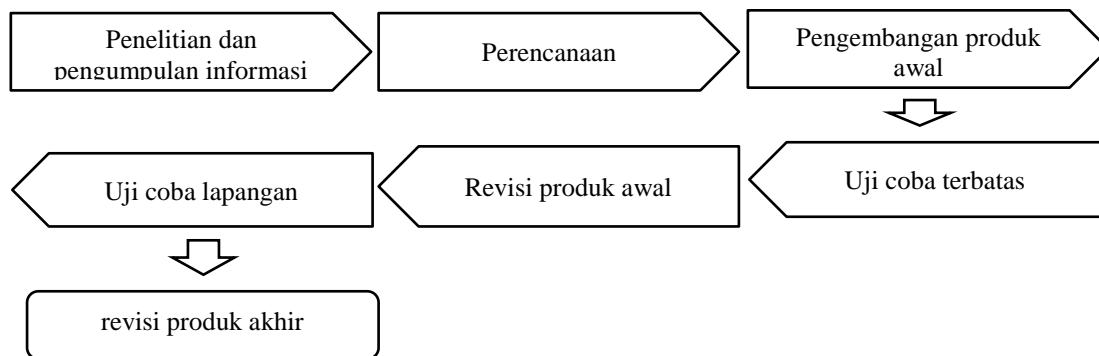 Penelitian dan
pengumpulan informasi
Perencanaan
Pengembangan produk
awal
Uji coba terbatas
Revisi produk awal
Uji coba lapangan
revisi produk akhir